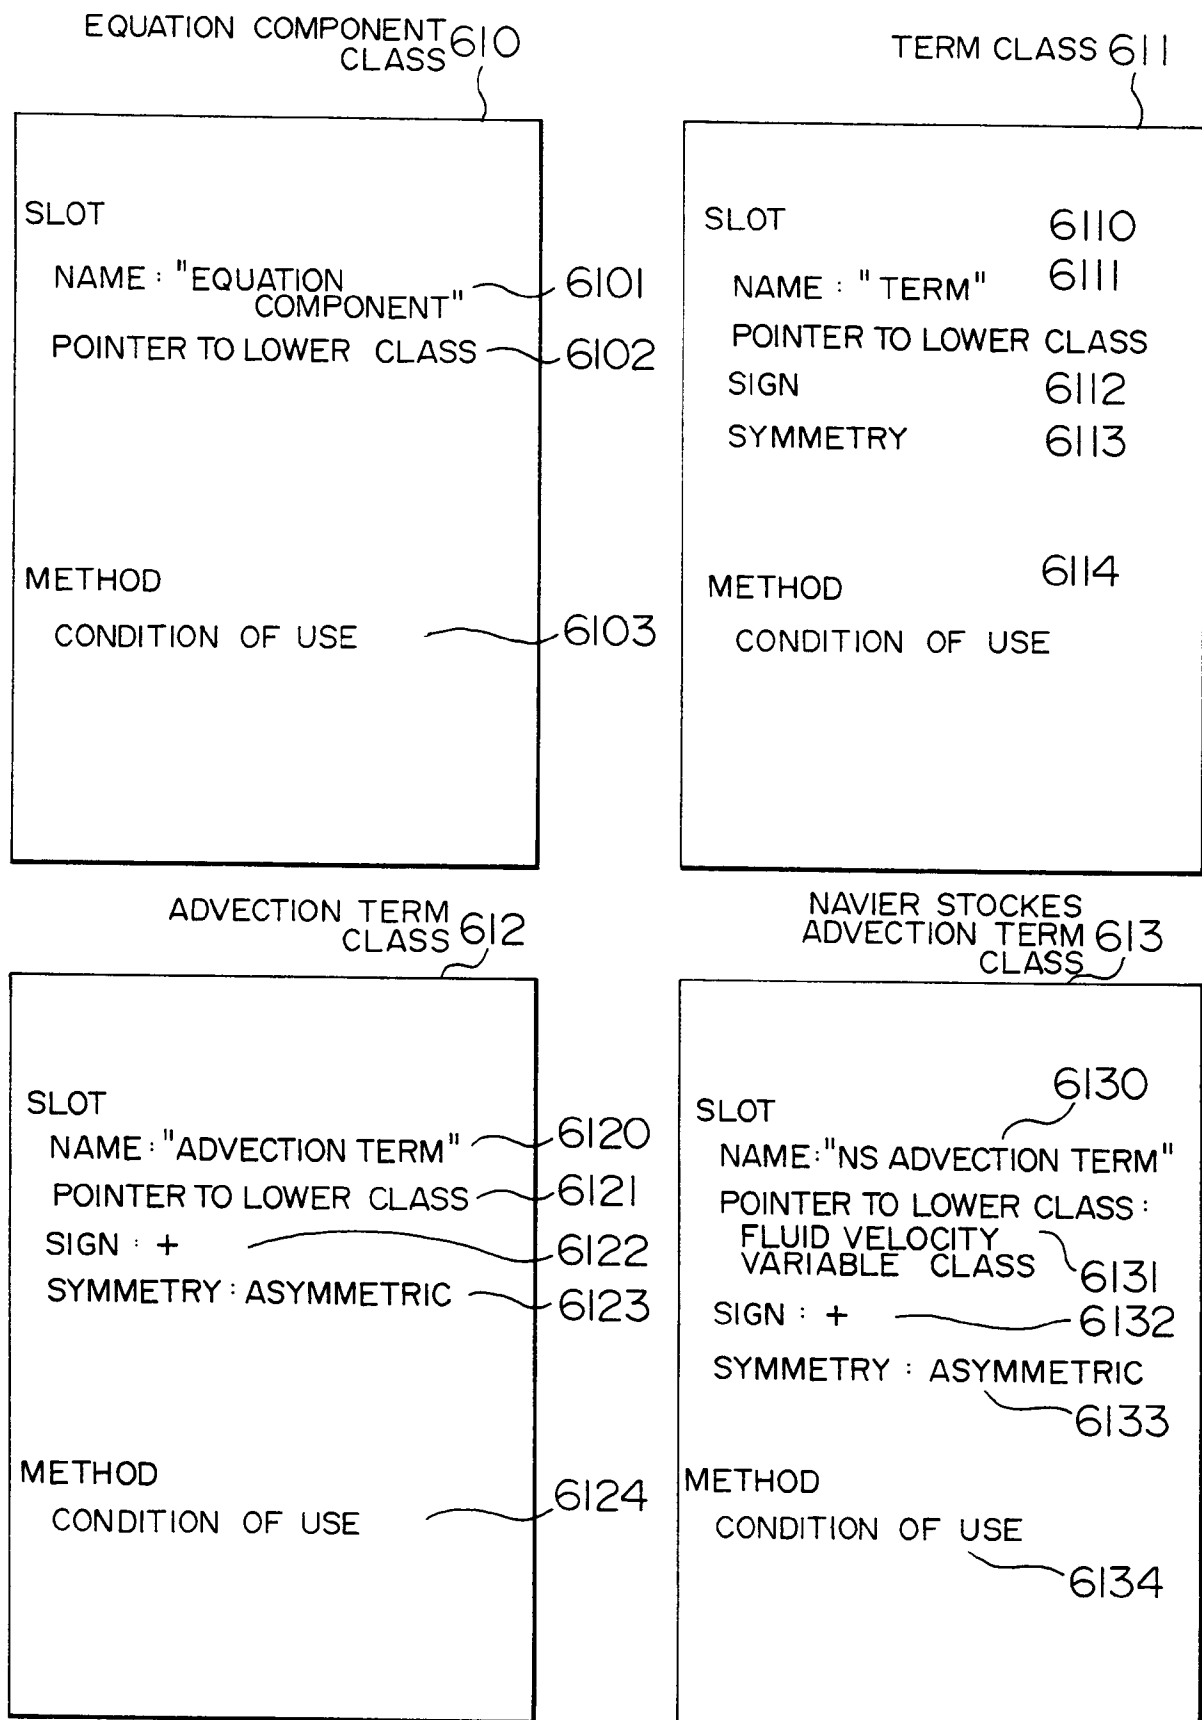 EQUATION COMPONENT
CLASS 610
SLOT
NAME : "EQUATION
COMPONENT" 6101
POINTER TO LOWER CLASS 6102
METHOD
CONDITION OF USE 6103
TERM CLASS 611
SLOT 6110
NAME : "TERM" 6111
POINTER TO LOWER CLASS
SIGN 6112
SYMMETRY 6113
METHOD 6114
CONDITION OF USE
ADVECTION TERM
CLASS 612
SLOT
NAME : "ADVECTION TERM" 6120
POINTER TO LOWER CLASS 6121
SIGN : + 6122
SYMMETRY : ASYMMETRIC 6123
METHOD
CONDITION OF USE 6124
NAVIER STOCKES
ADVECTION TERM 613
CLASS
6130
SLOT
NAME:"NS ADVECTION TERM"
POINTER TO LOWER CLASS :
FLUID VELOCITY
VARIABLE CLASS 6131
SIGN : + 6132
SYMMETRY : ASYMMETRIC
6133
METHOD
CONDITION OF USE
6134